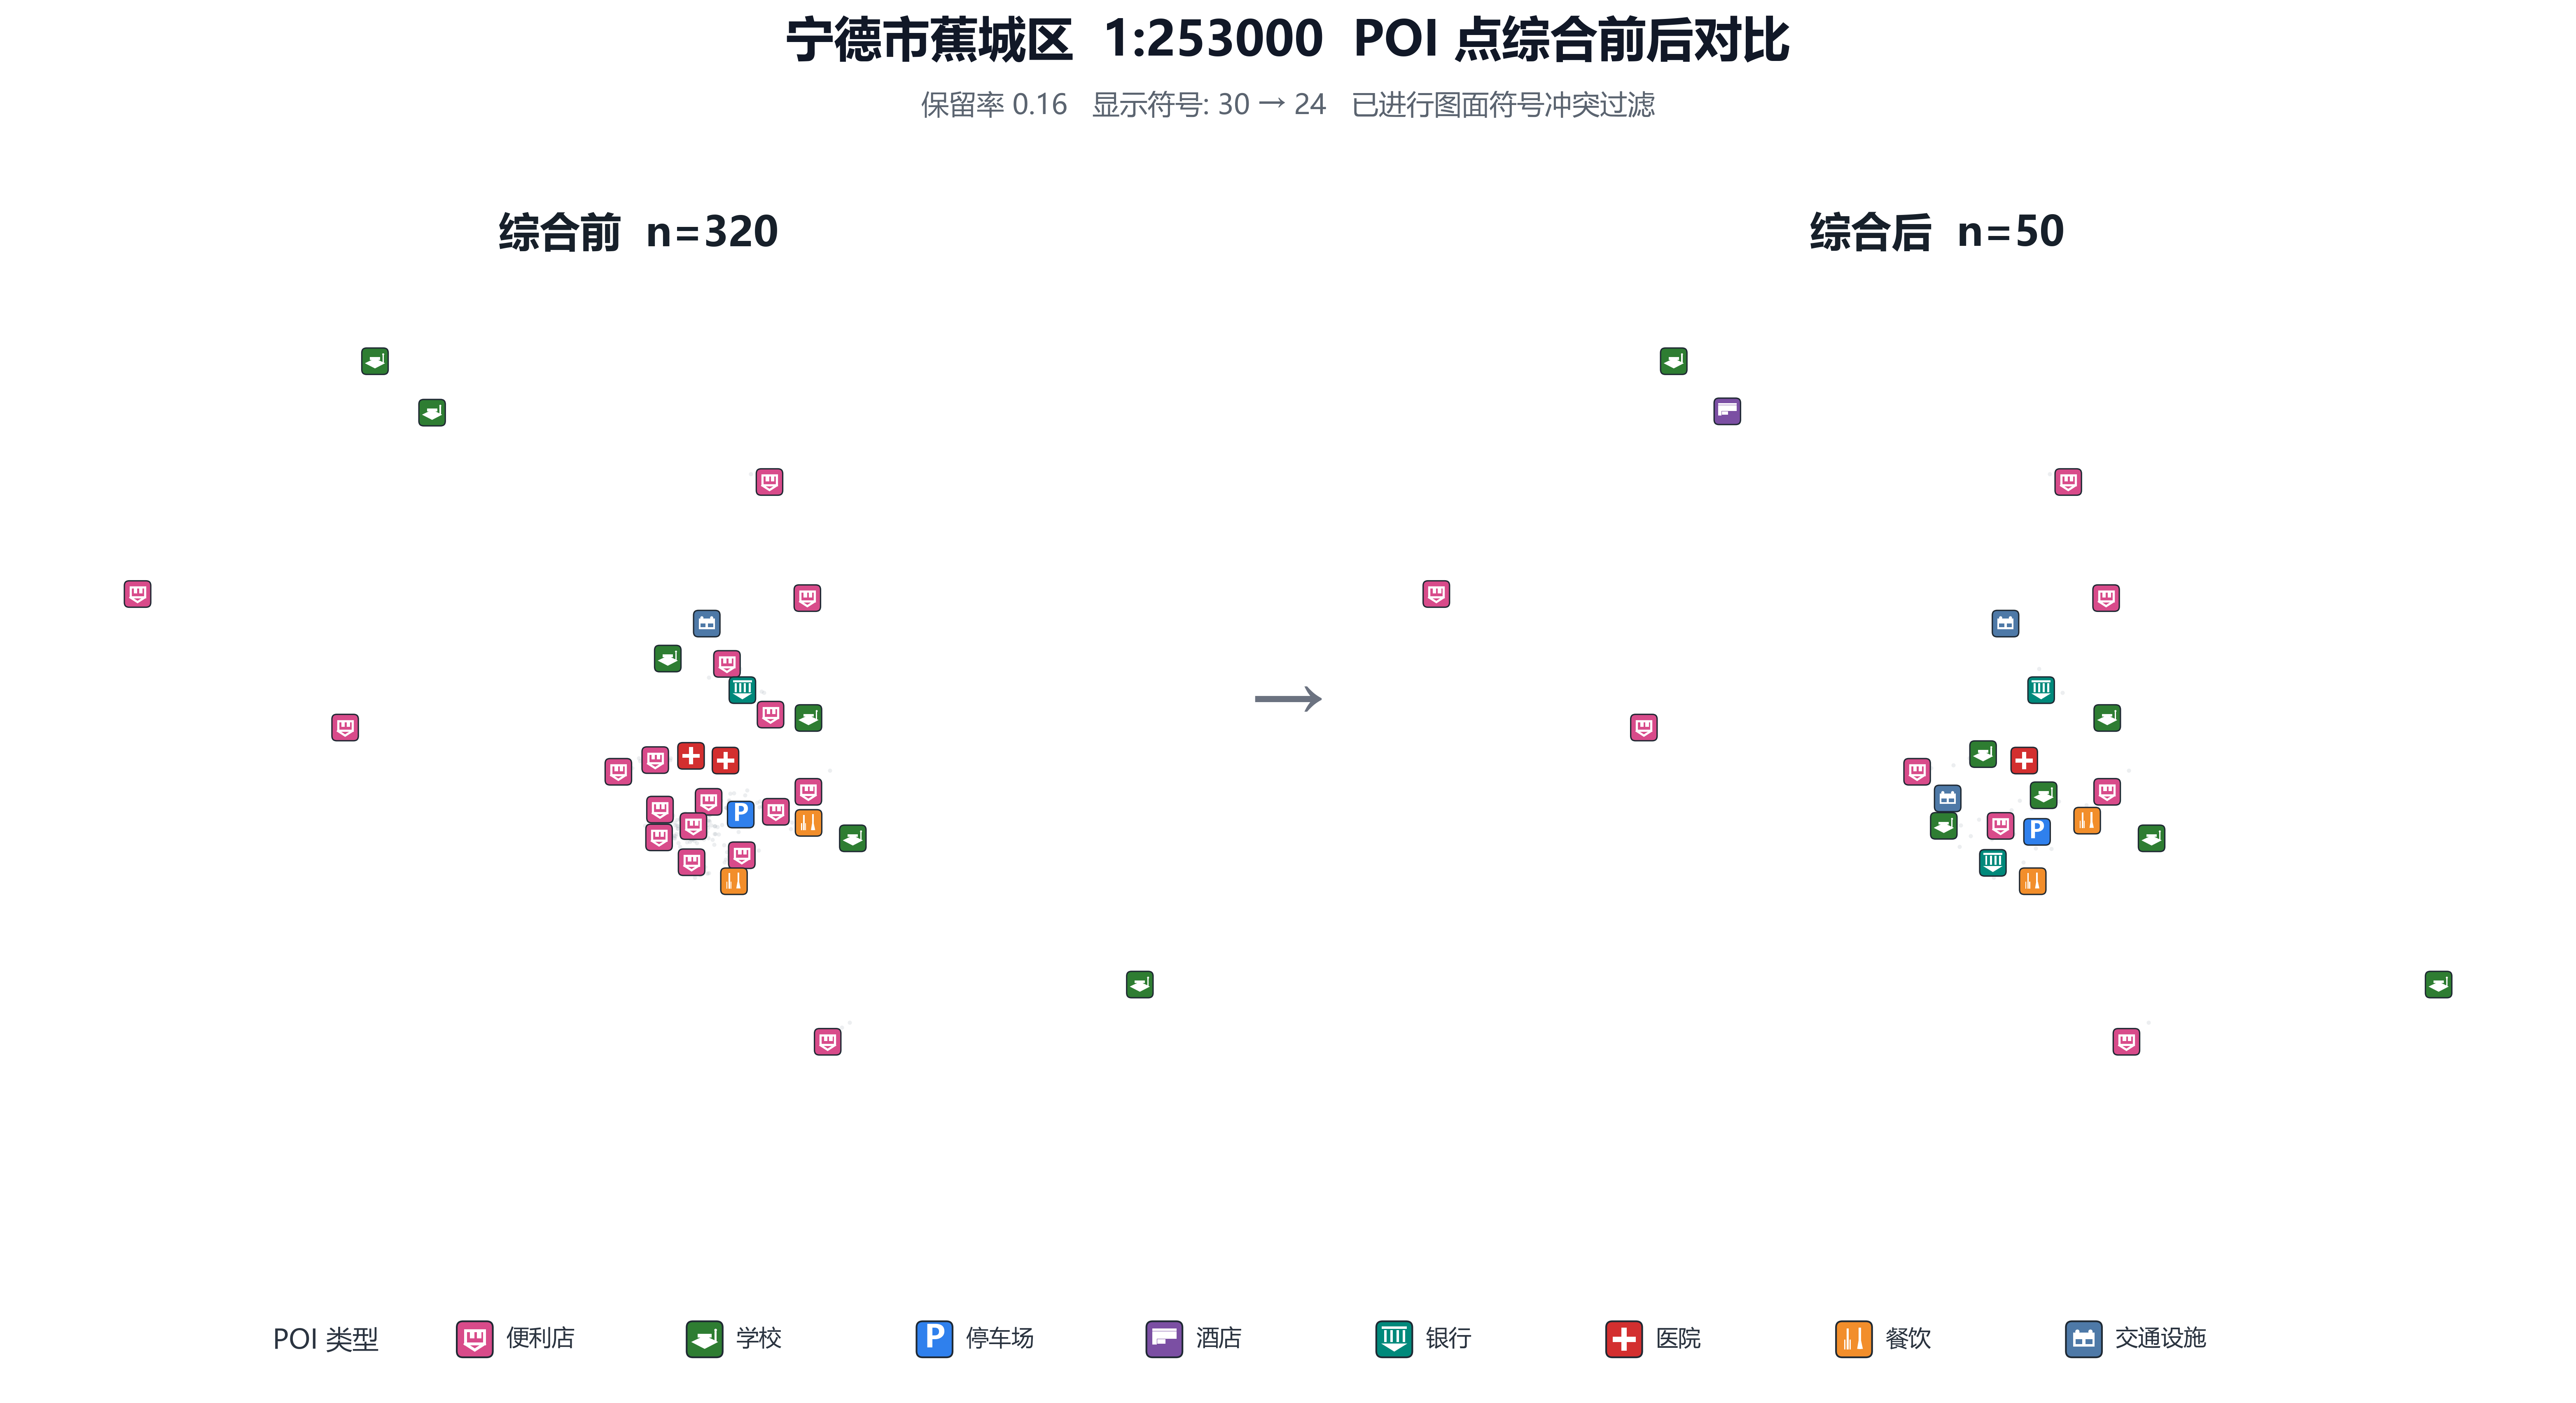 宁德市蕉城区 1:253000 POI 点综合前后对比
保留率 0.16 显示符号: 30 → 24 已进行图面符号冲突过滤
综合前 n=320
综合后 n=50
→
P
P
POI 类型 便利店 学校 P 停车场 酒店 银行 医院 餐饮 交通设施